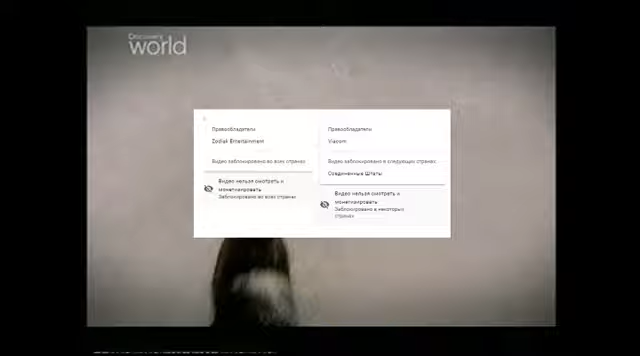 Discovery
world
Правообладатели
Zodiak Entertainment
Видео заблокировано во всех странах
Видео нельзя смотреть и
монетизировать
Заблокировано во всех странах
Правообладатели
Viacom
Видео заблокировано в следующих странах:
Соединенные Штаты
Видео нельзя смотреть и
монетизировать
Заблокировано в некоторых
странах